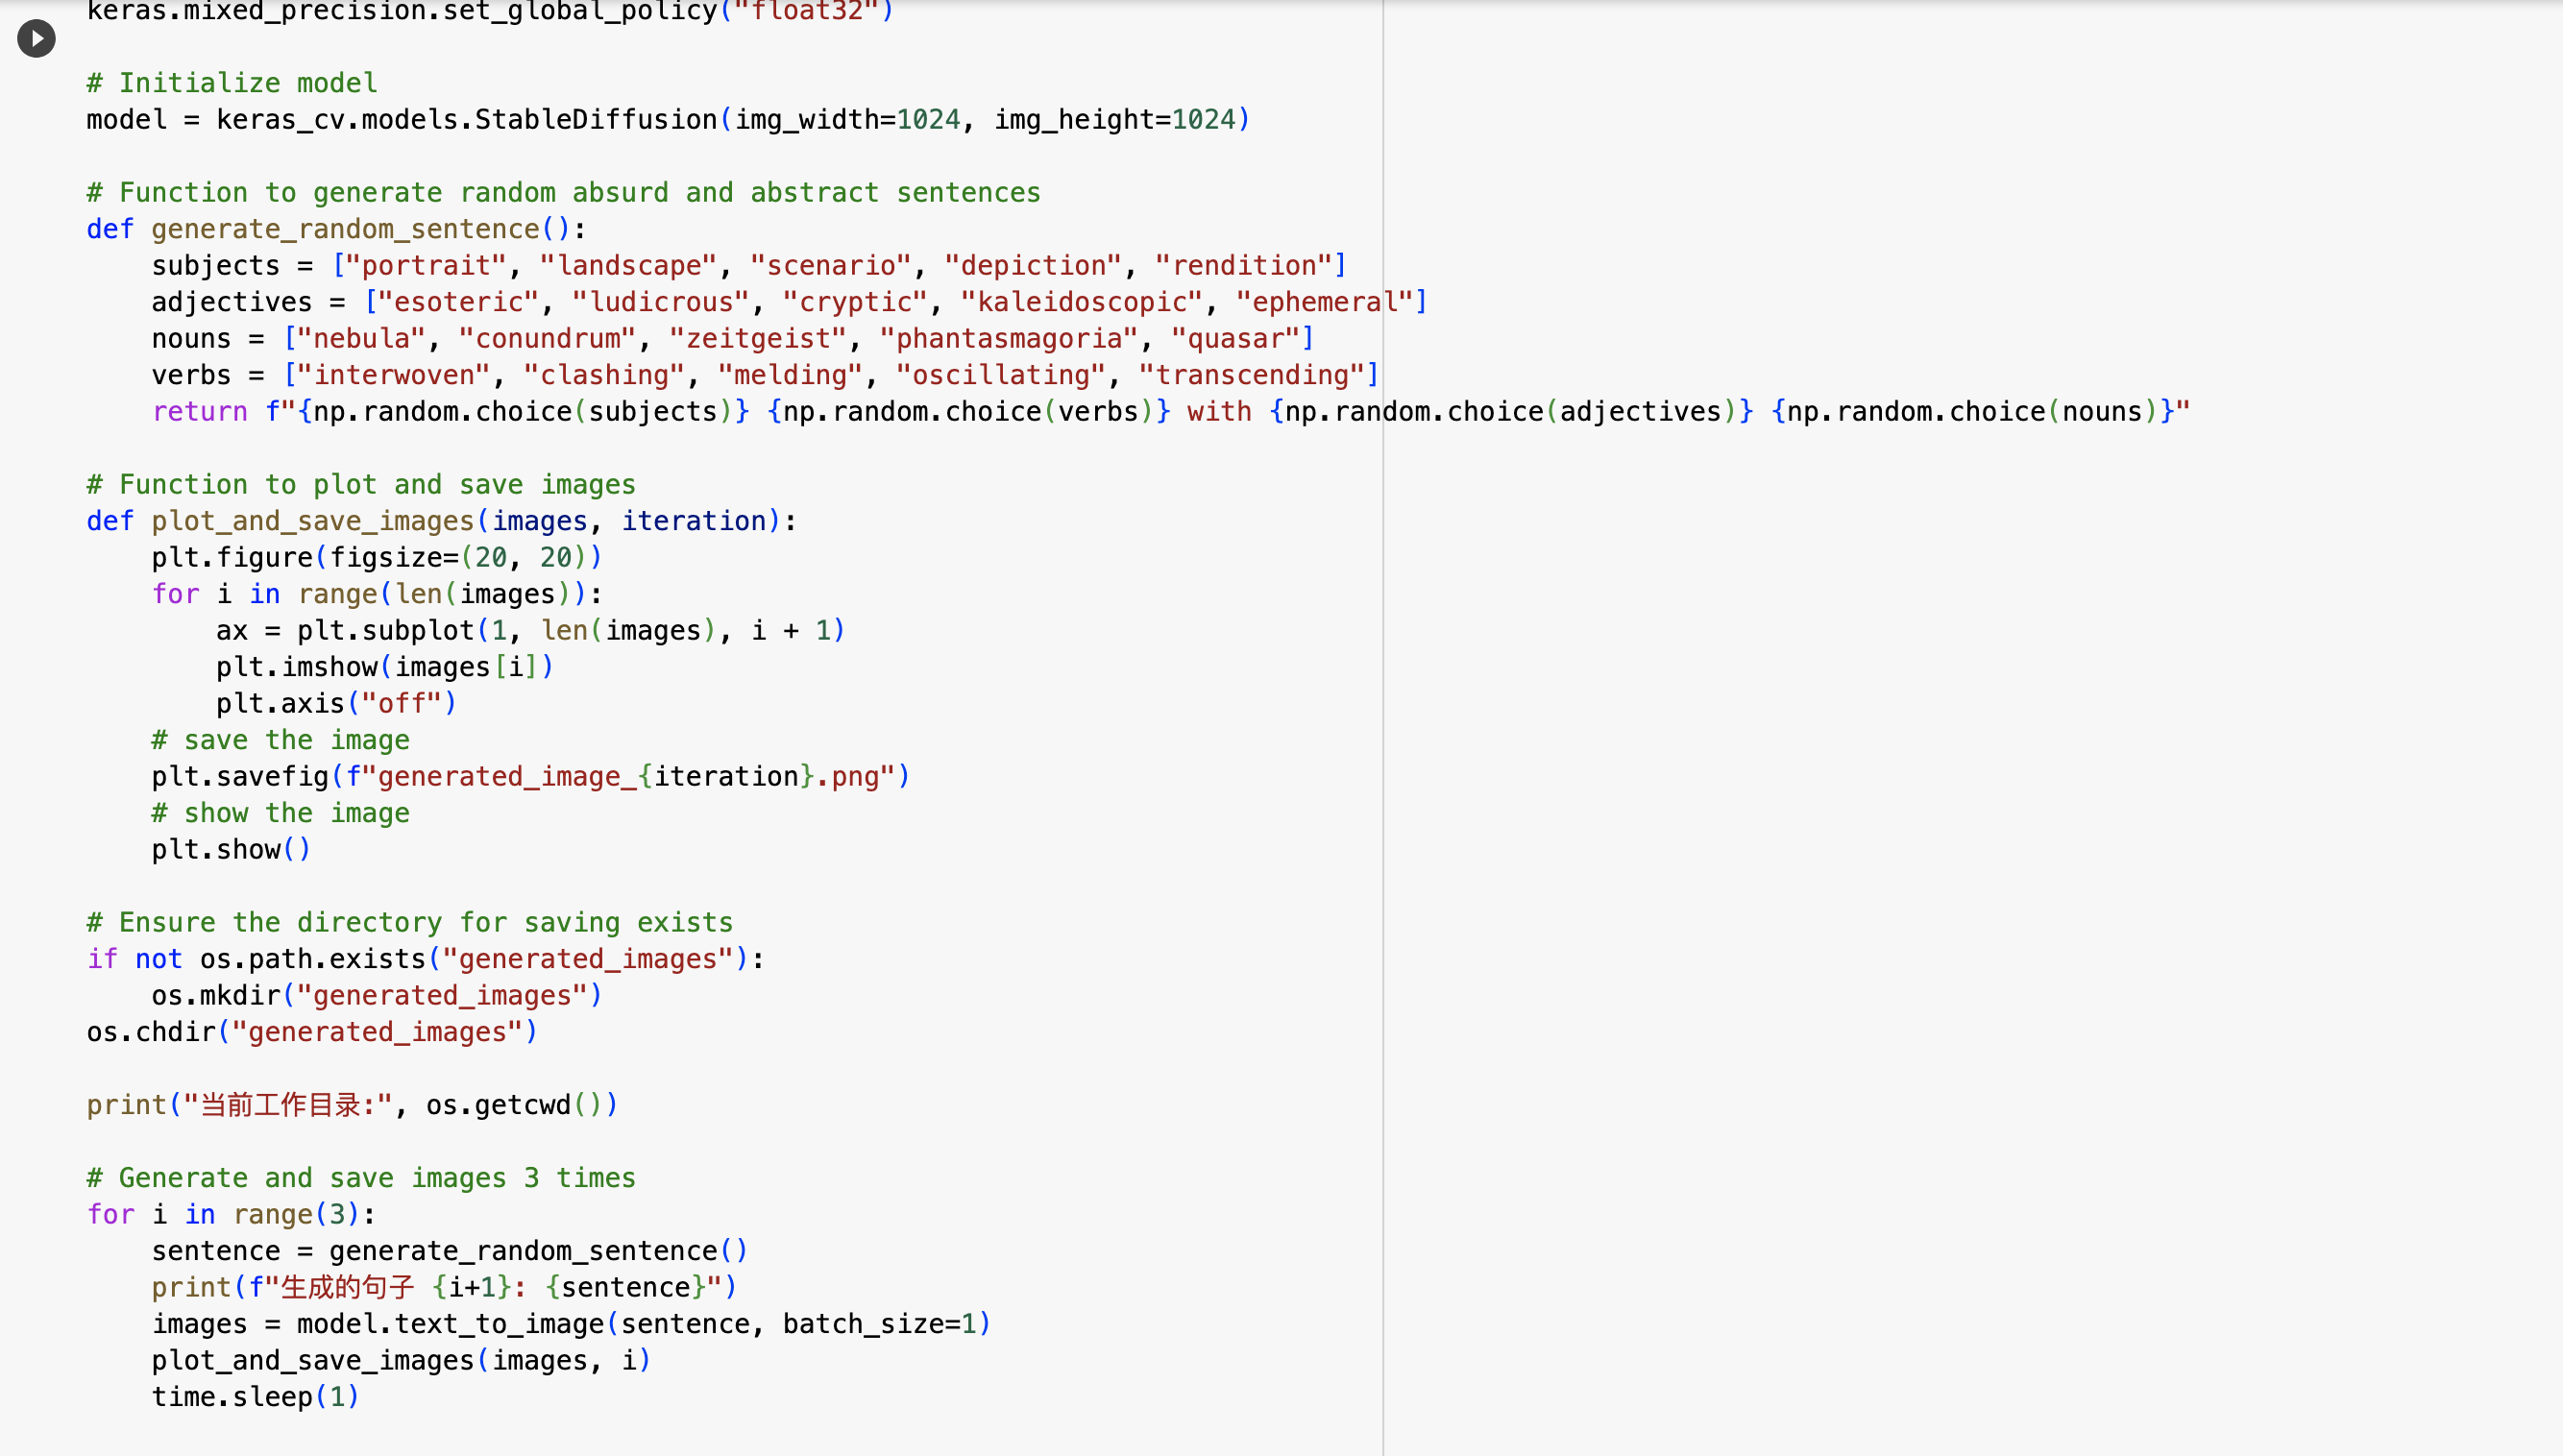 keras.mixed_precision.set_global_policy("float32")
# Initialize model
model = keras_cv.models.StableDiffusion(img_width=1024, img_height=1024)
# Function to generate random absurd and abstract sentences
def generate_random_sentence():
    subjects = ["portrait", "landscape", "scenario", "depiction", "rendition"]
    adjectives = ["esoteric", "ludicrous", "cryptic", "kaleidoscopic", "ephemeral"]
    nouns = ["nebula", "conundrum", "zeitgeist", "phantasmagoria", "quasar"]
    verbs = ["interwoven", "clashing", "melding", "oscillating", "transcending"]
    return f"{np.random.choice(subjects)} {np.random.choice(verbs)} with {np.random.choice(adjectives)} {np.random.choice(nouns)}"
# Function to plot and save images
def plot_and_save_images(images, iteration):
    plt.figure(figsize=(20, 20))
    for i in range(len(images)):
        ax = plt.subplot(1, len(images), i + 1)
        plt.imshow(images[i])
        plt.axis("off")
    # save the image
    plt.savefig(f"generated_image_{iteration}.png")
    # show the image
    plt.show()
# Ensure the directory for saving exists
if not os.path.exists("generated_images"):
    os.mkdir("generated_images")
os.chdir("generated_images")
print("当前工作目录:", os.getcwd())
# Generate and save images 3 times
for i in range(3):
    sentence = generate_random_sentence()
    print(f"生成的句子 {i+1}: {sentence}")
    images = model.text_to_image(sentence, batch_size=1)
    plot_and_save_images(images, i)
    time.sleep(1)